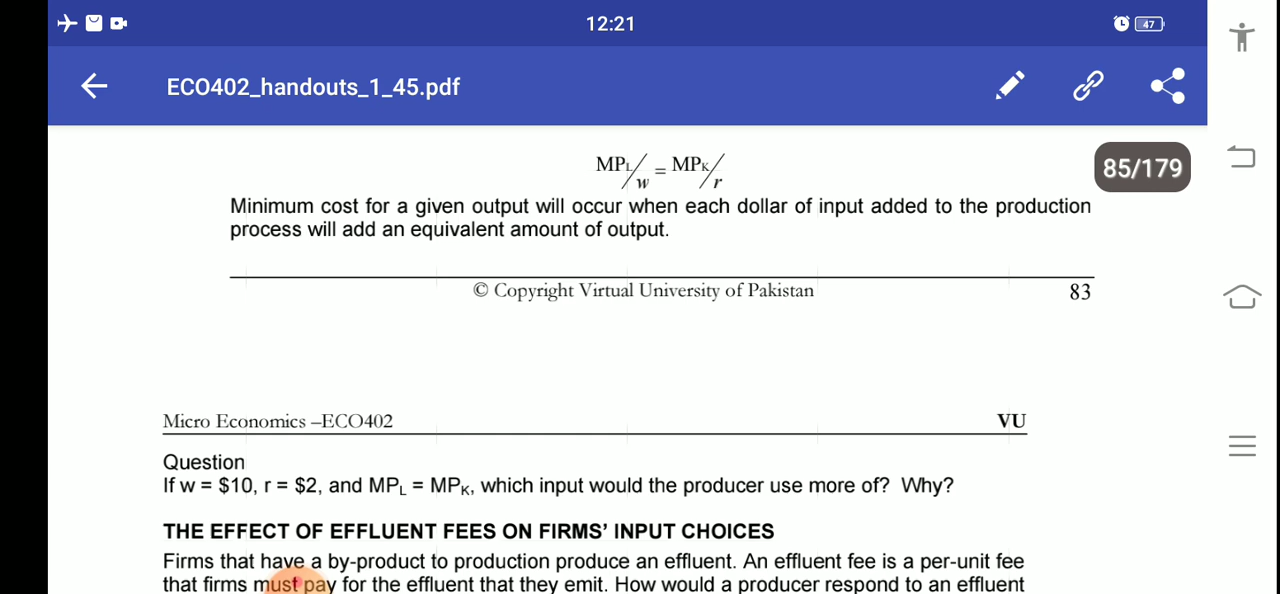 12:21
47
ECO402_handouts_1_45.pdf
85/179
MPL/w = MPK/r
Minimum cost for a given output will occur when each dollar of input added to the production
process will add an equivalent amount of output.
© Copyright Virtual University of Pakistan 83
Micro Economics –ECO402 VU
Question
If w = $10, r = $2, and MPL = MPK, which input would the producer use more of? Why?
THE EFFECT OF EFFLUENT FEES ON FIRMS' INPUT CHOICES
Firms that have a by-product to production produce an effluent. An effluent fee is a per-unit fee
that firms must pay for the effluent that they emit. How would a producer respond to an effluent